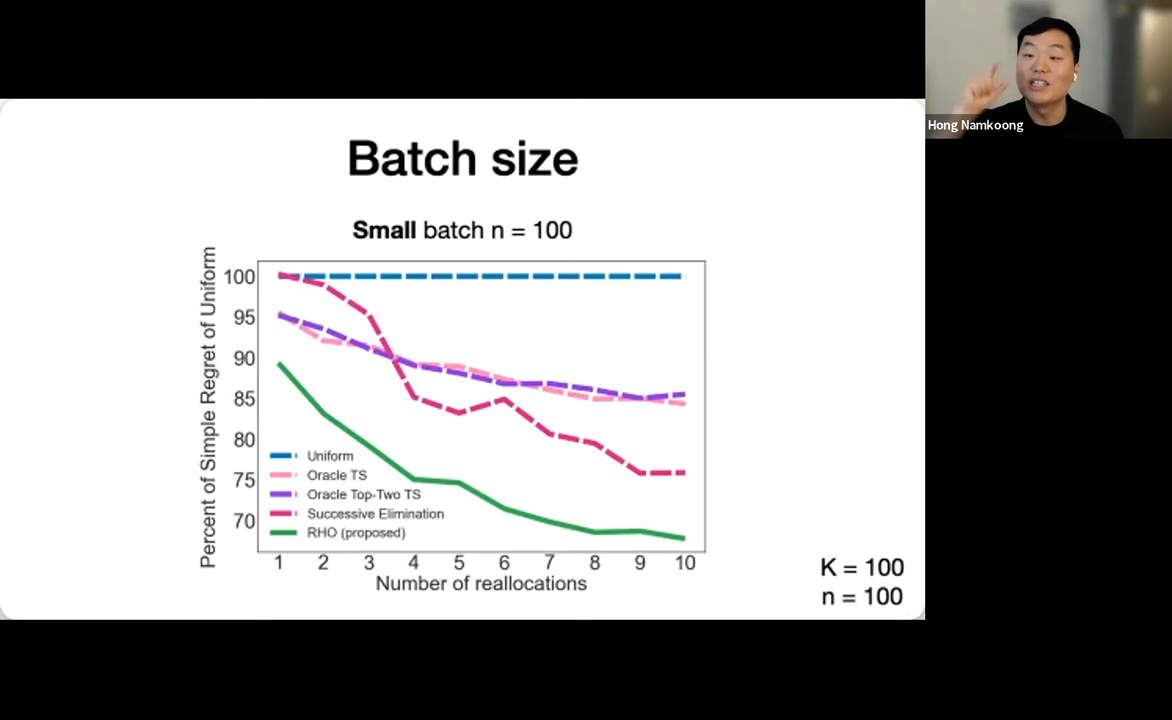 Hong Namkoong
Batch size
Small batch n = 100
Percent of Simple Regret of Uniform
100
95
90
85
80
75
70
Uniform
Oracle TS
Oracle Top-Two TS
Successive Elimination
RHO (proposed)
1 2 3 4 5 6 7 8 9 10
Number of reallocations
K = 100
n = 100